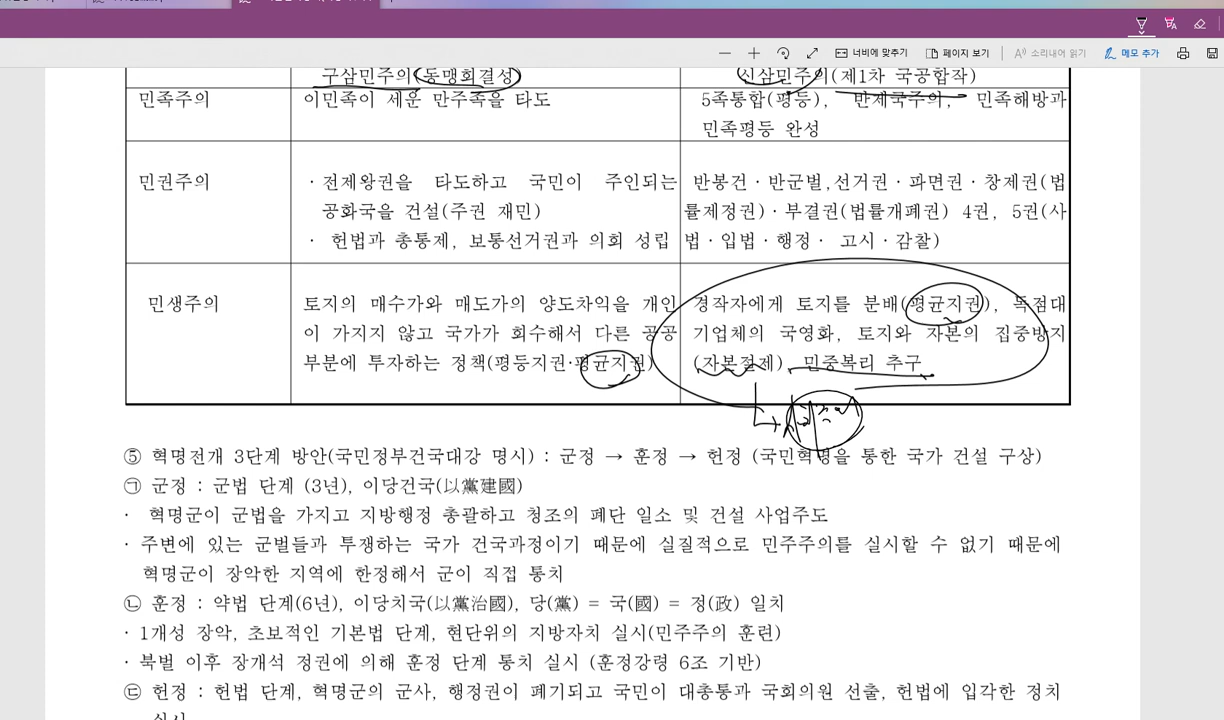 너비에 맞추기
페이지 보기
소리내어 읽기
메모 추가
구삼민주의(동맹회결성)
신삼민주의(제1차 국공합작)
민족주의
이민족이 세운 만주족을 타도
5족통합(평등), 반제국주의, 민족해방과
민족평등 완성
민권주의
· 전제왕권을 타도하고 국민이 주인되는
공화국을 건설(주권 재민)
· 헌법과 총통제, 보통선거권과 의회 성립
반봉건 · 반군벌,선거권 · 파면권 · 창제권(법
률제정권) · 부결권(법률개폐권) 4권, 5권(사
법 · 입법 · 행정 · 고시 · 감찰)
민생주의
토지의 매수가와 매도가의 양도차익을 개인
이 가지지 않고 국가가 회수해서 다른 공공
부분에 투자하는 정책(평등지권·평균지권)
경작자에게 토지를 분배(평균지권), 독점대
기업체의 국영화, 토지와 자본의 집중방지
(자본절제), 민중복리 추구
⑤ 혁명전개 3단계 방안(국민정부건국대강 명시) : 군정 → 훈정 → 헌정 (국민혁명을 통한 국가 건설 구상)
㉠ 군정 : 군법 단계 (3년), 이당건국(以黨建國)
· 혁명군이 군법을 가지고 지방행정 총괄하고 청조의 폐단 일소 및 건설 사업주도
· 주변에 있는 군벌들과 투쟁하는 국가 건국과정이기 때문에 실질적으로 민주주의를 실시할 수 없기 때문에
혁명군이 장악한 지역에 한정해서 군이 직접 통치
㉡ 훈정 : 약법 단계(6년), 이당치국(以黨治國), 당(黨) = 국(國) = 정(政) 일치
· 1개성 장악, 초보적인 기본법 단계, 현단위의 지방자치 실시(민주주의 훈련)
· 북벌 이후 장개석 정권에 의해 훈정 단계 통치 실시 (훈정강령 6조 기반)
㉢ 헌정 : 헌법 단계, 혁명군의 군사, 행정권이 폐기되고 국민이 대총통과 국회의원 선출, 헌법에 입각한 정치